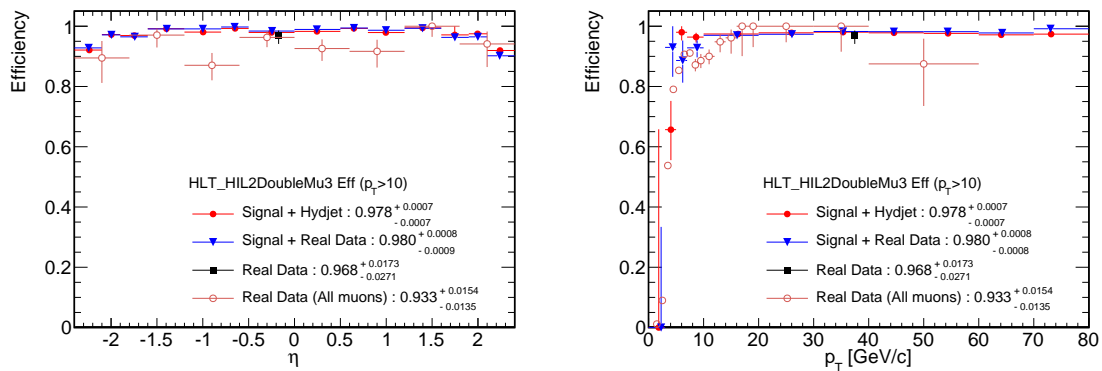 Efficiency
1
0.8
0.6
0.4
0.2
0
HLT_HIL2DoubleMu3 Eff (p_T>10)
Signal + Hydjet : 0.978 + 0.0007 - 0.0007
Signal + Real Data : 0.980 + 0.0008 - 0.0009
Real Data : 0.968 + 0.0173 - 0.0271
Real Data (All muons) : 0.933 + 0.0154 - 0.0135
-2 -1.5 -1 -0.5 0 0.5 1 1.5 2
η
Efficiency
1
0.8
0.6
0.4
0.2
0
HLT_HIL2DoubleMu3 Eff (p_T>10)
Signal + Hydjet : 0.978 + 0.0007 - 0.0007
Signal + Real Data : 0.980 + 0.0008 - 0.0008
Real Data : 0.968 + 0.0173 - 0.0271
Real Data (All muons) : 0.933 + 0.0154 - 0.0135
0 10 20 30 40 50 60 70 80
p_T [GeV/c]